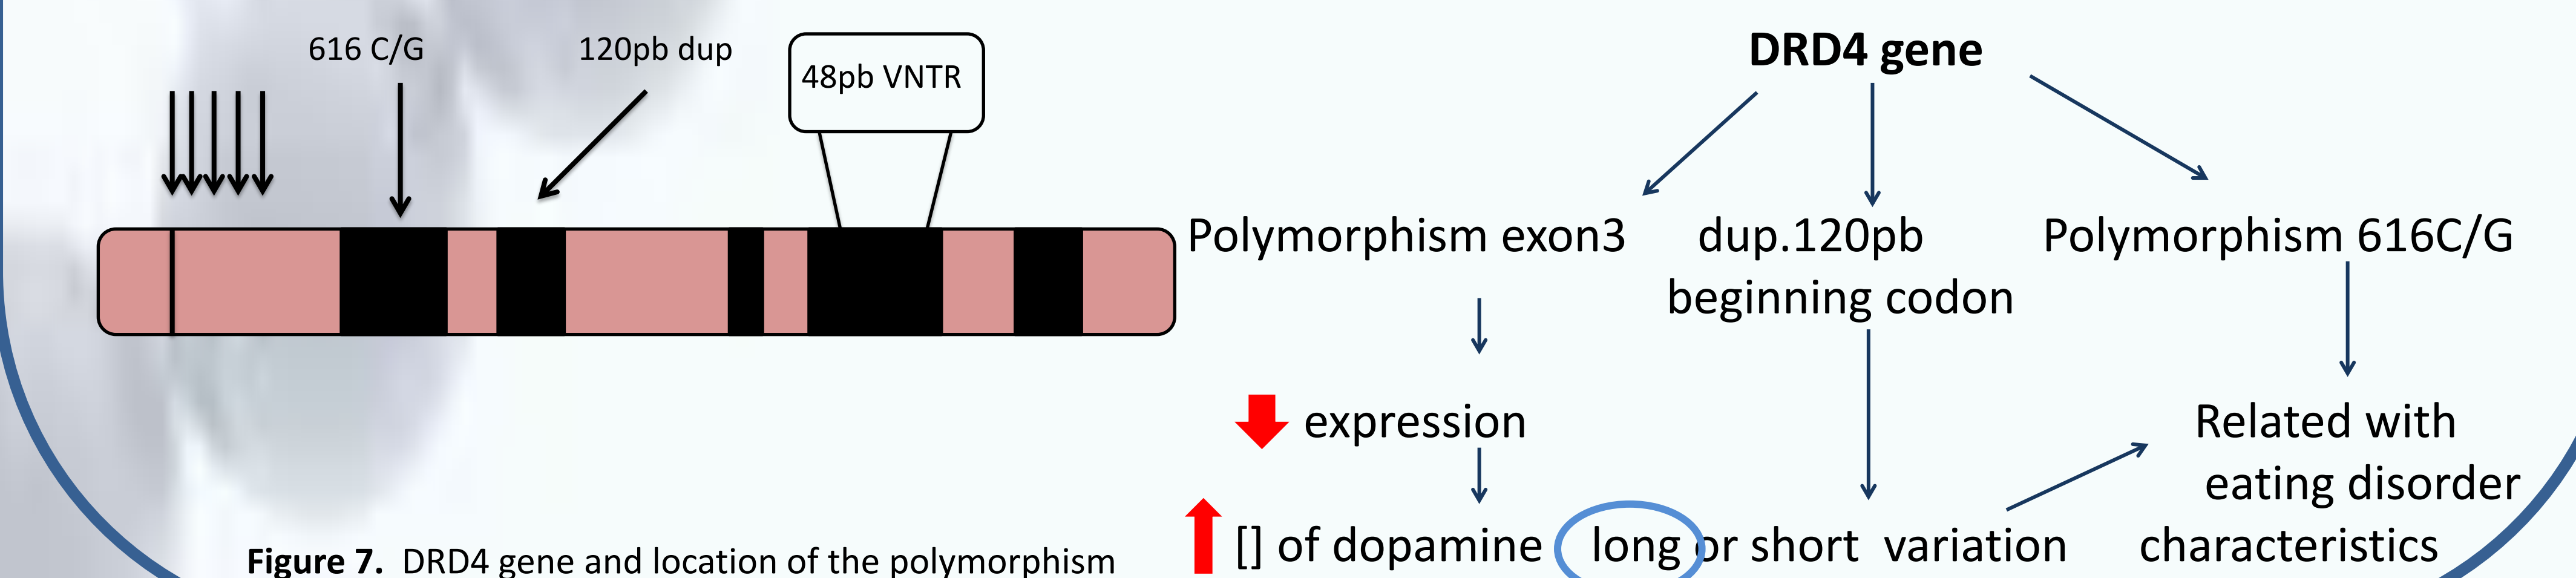 616 C/G
120pb dup
48pb VNTR
Figure 7. DRD4 gene and location of the polymorphism
DRD4 gene
Polymorphism exon3
expression
[] of dopamine
dup.120pb
beginning codon
long or short variation
Polymorphism 616C/G
Related with
eating disorder
characteristics